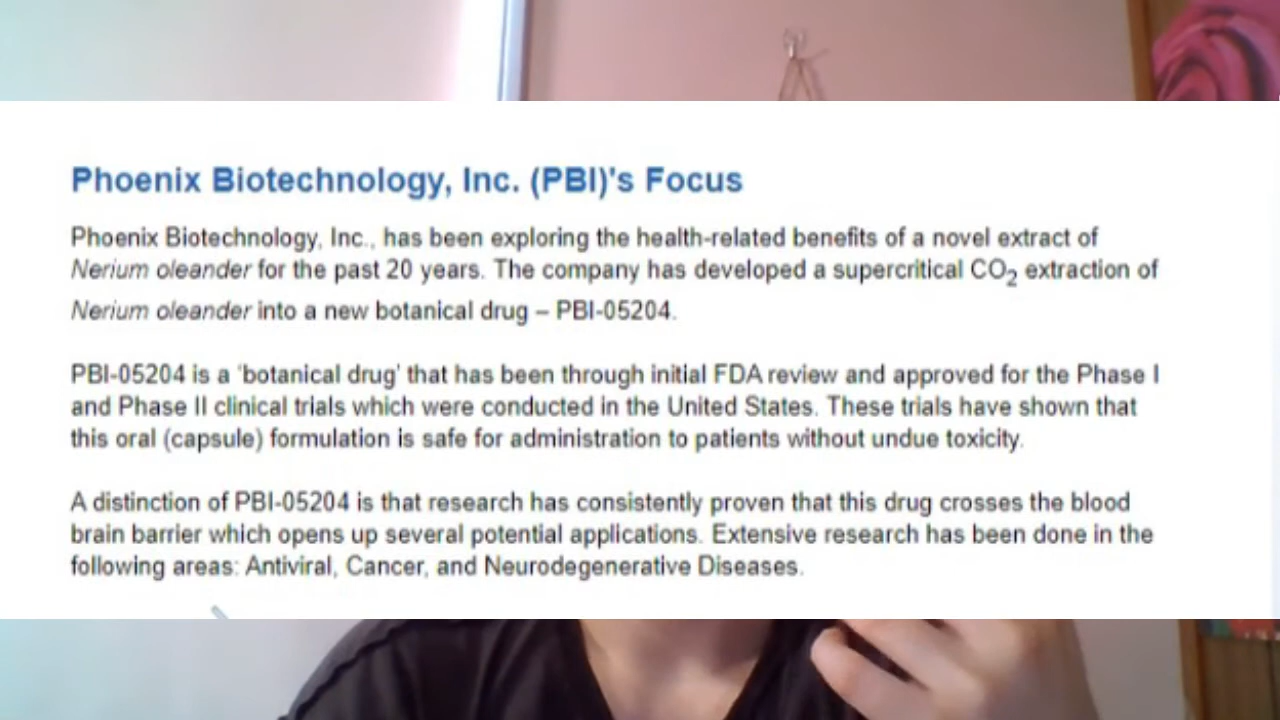 Phoenix Biotechnology, Inc. (PBI)'s Focus
Phoenix Biotechnology, Inc., has been exploring the health-related benefits of a novel extract of
Nerium oleander for the past 20 years. The company has developed a supercritical CO₂ extraction of
Nerium oleander into a new botanical drug – PBI-05204.
PBI-05204 is a 'botanical drug' that has been through initial FDA review and approved for the Phase I
and Phase II clinical trials which were conducted in the United States. These trials have shown that
this oral (capsule) formulation is safe for administration to patients without undue toxicity.
A distinction of PBI-05204 is that research has consistently proven that this drug crosses the blood
brain barrier which opens up several potential applications. Extensive research has been done in the
following areas: Antiviral, Cancer, and Neurodegenerative Diseases.